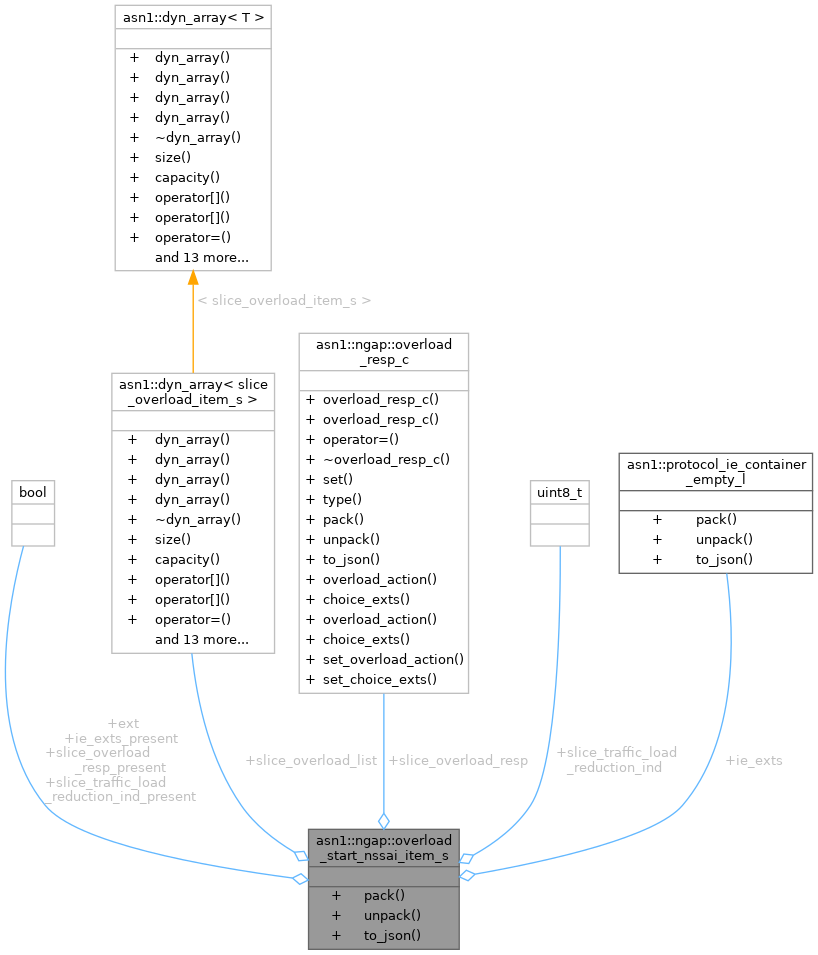 asn1::dyn_array< T >
+ dyn_array()
+ dyn_array()
+ dyn_array()
+ dyn_array()
+ ~dyn_array()
+ size()
+ capacity()
+ operator[]()
+ operator[]()
+ operator=()
and 13 more...
< slice_overload_item_s >
asn1::dyn_array< slice
_overload_item_s >
+ dyn_array()
+ dyn_array()
+ dyn_array()
+ dyn_array()
+ ~dyn_array()
+ size()
+ capacity()
+ operator[]()
+ operator[]()
+ operator=()
and 13 more...
asn1::ngap::overload
_resp_c
+ overload_resp_c()
+ overload_resp_c()
+ operator=()
+ ~overload_resp_c()
+ set()
+ type()
+ pack()
+ unpack()
+ to_json()
+ overload_action()
+ choice_exts()
+ overload_action()
+ choice_exts()
+ set_overload_action()
+ set_choice_exts()
bool
uint8_t
asn1::protocol_ie_container
_empty_l
+ pack()
+ unpack()
+ to_json()
+ext
+ie_exts_present
+slice_overload
_resp_present
+slice_traffic_load
_reduction_ind_present
+slice_overload_list
+slice_overload_resp
+slice_traffic_load
_reduction_ind
+ie_exts
asn1::ngap::overload
_start_nssai_item_s
+ pack()
+ unpack()
+ to_json()